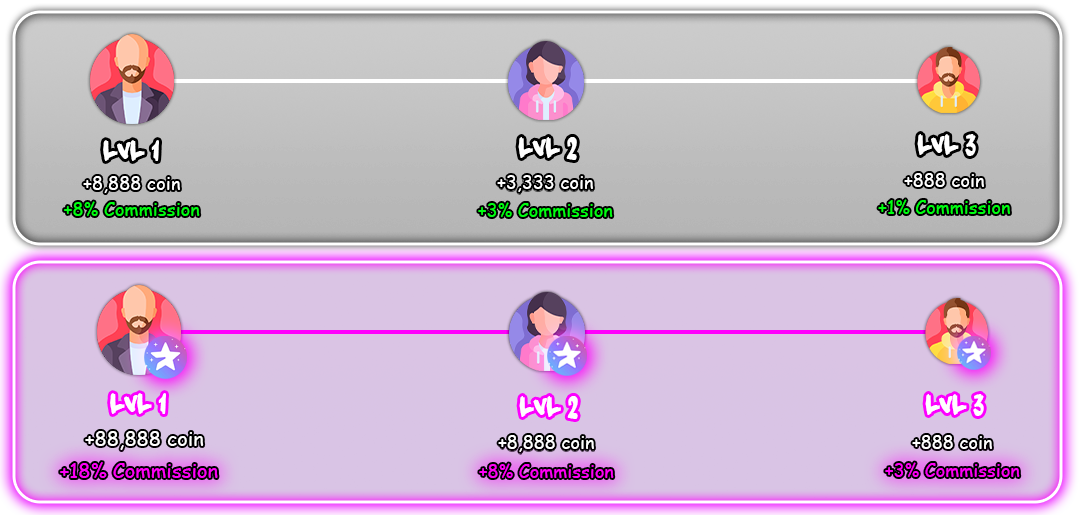 LVL 1
+8,888 coin
+8% Commission
LVL 2
+3,333 coin
+3% Commission
LVL 3
+888 coin
+1% Commission
LVL 1
+88,888 coin
+18% Commission
LVL 2
+8,888 coin
+8% Commission
LVL 3
+888 coin
+3% Commission